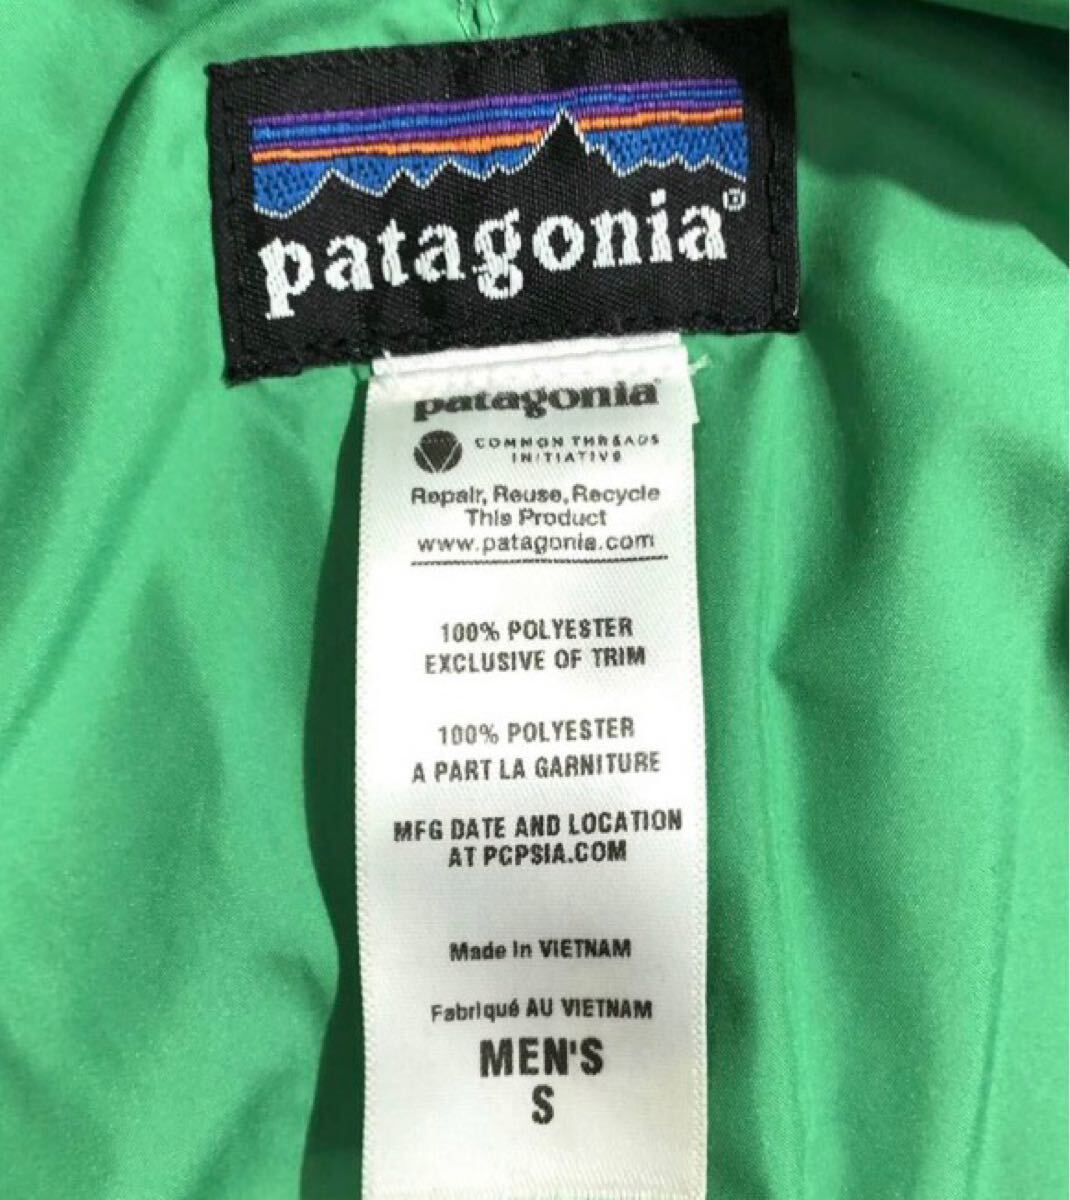 patagonia®
patagonia®
COMMON THREADS
INITIATIVE
Repair, Reuse, Recycle
This Product
www.patagonia.com
100% POLYESTER
EXCLUSIVE OF TRIM
100% POLYESTER
A PART LA GARNITURE
MFG DATE AND LOCATION
AT PCPSIA.COM
Made in VIETNAM
Fabriqué AU VIETNAM
MEN'S
S